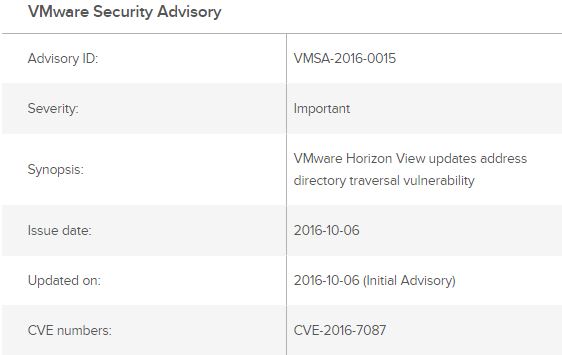 VMware Security Advisory
Advisory ID: VMSA-2016-0015
Severity: Important
Synopsis: VMware Horizon View updates address
directory traversal vulnerability
Issue date: 2016-10-06
Updated on: 2016-10-06 (Initial Advisory)
CVE numbers: CVE-2016-7087